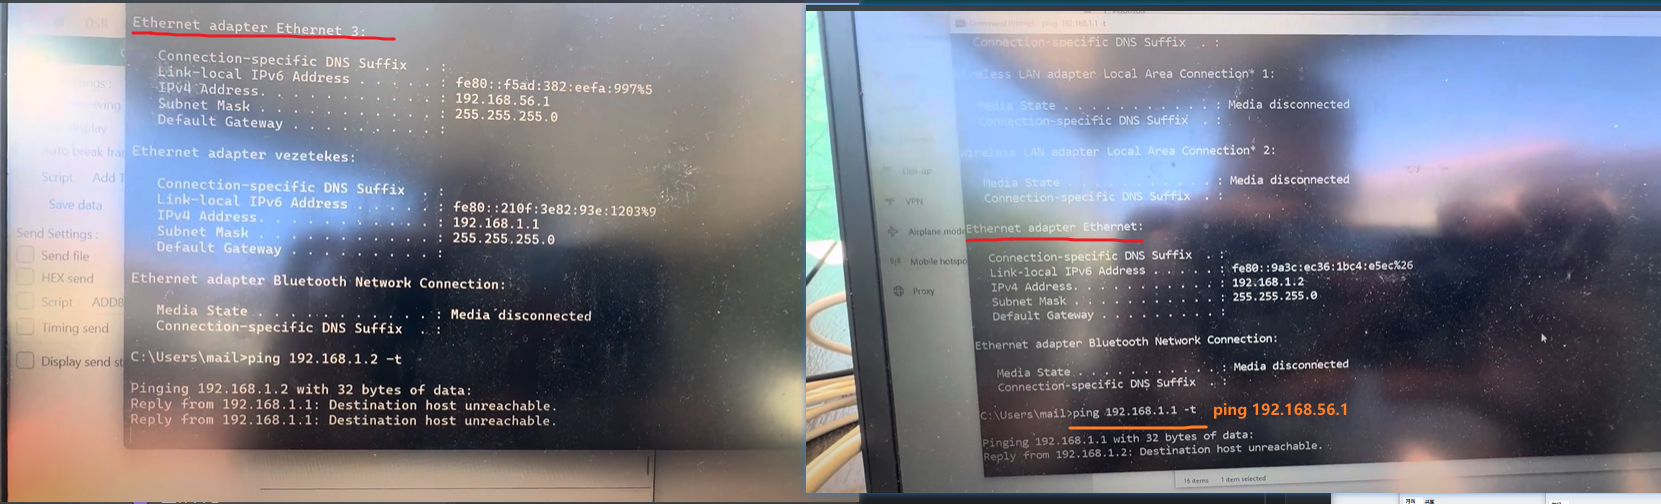 DSR
Ethernet adapter Ethernet 3:
Connection-specific DNS Suffix . :
Link-local IPv6 Address . . . . . . . . : fe80::f5ad:382:eefa:997%5
IPv4 Address. . . . . . . . . . . : 192.168.56.1
Subnet Mask . . . . . . . . . . . : 255.255.255.0
Default Gateway . . . . . . . . . :
Ethernet adapter vezetekes:
Connection-specific DNS Suffix . :
Link-local IPv6 Address . . . . . : fe80::210f:3e82:93e:1203%9
IPv4 Address. . . . . . . . . . . : 192.168.1.1
Subnet Mask . . . . . . . . . . . : 255.255.255.0
Default Gateway . . . . . . . . . :
Ethernet adapter Bluetooth Network Connection:
Media State . . . . . . . . . . . : Media disconnected
Connection-specific DNS Suffix . :
C:\Users\mail>ping 192.168.1.2 -t
Pinging 192.168.1.2 with 32 bytes of data:
Reply from 192.168.1.1: Destination host unreachable.
Reply from 192.168.1.1: Destination host unreachable.
Auto break
Script
Save data
Send Settings :
Send file
HEX send
Script ADD8
Timing send
Display send
Command Prompt - ping 192.168.1.1 -t
Connection-specific DNS Suffix . :
Wireless LAN adapter Local Area Connection* 1:
Media State . . . . . . . . . . . : Media disconnected
Connection-specific DNS Suffix . :
Wireless LAN adapter Local Area Connection* 2:
Media State . . . . . . . . . . . : Media disconnected
Connection-specific DNS Suffix . :
Ethernet adapter Ethernet:
Connection-specific DNS Suffix . :
Link-local IPv6 Address . . . . . : fe80::9a3c:ec36:1bc4:e5ec%26
IPv4 Address. . . . . . . . . . . : 192.168.1.2
Subnet Mask . . . . . . . . . . . : 255.255.255.0
Default Gateway . . . . . . . . . :
Ethernet adapter Bluetooth Network Connection:
Media State . . . . . . . . . . . : Media disconnected
Connection-specific DNS Suffix . :
C:\Users\mail>ping 192.168.1.1 -t ping 192.168.56.1
Pinging 192.168.1.1 with 32 bytes of data:
Reply from 192.168.1.2: Destination host unreachable.
Dial-up
VPN
Airplane mode
Mobile hotspo
Proxy
16 items 1 item selected